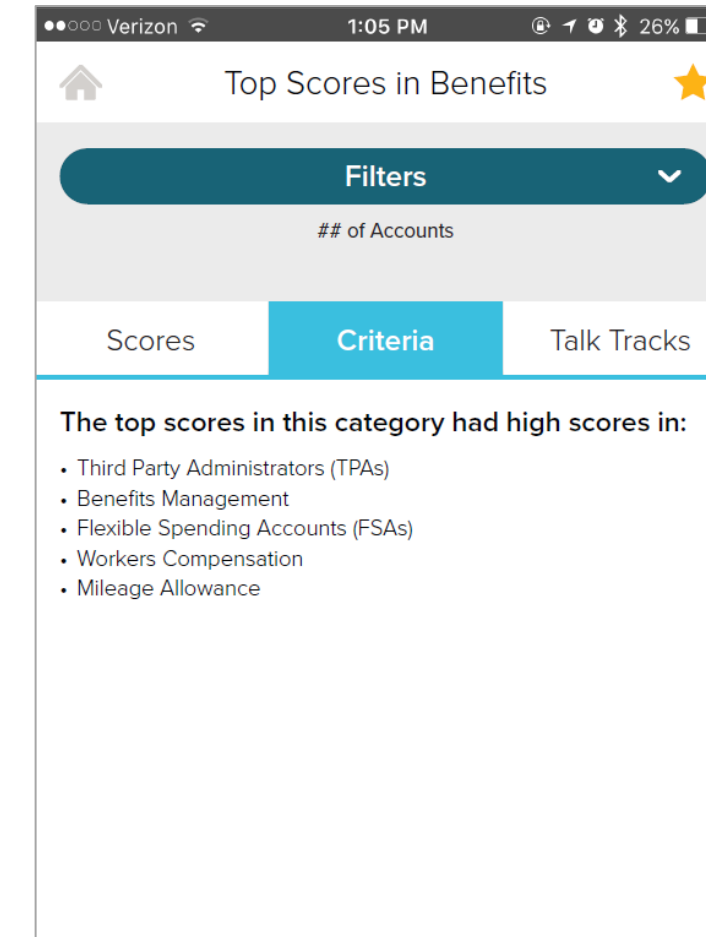 ●●○○○ Verizon 1:05 PM 26%
Top Scores in Benefits
Filters
## of Accounts
Scores Criteria Talk Tracks
The top scores in this category had high scores in:
• Third Party Administrators (TPAs)
• Benefits Management
• Flexible Spending Accounts (FSAs)
• Workers Compensation
• Mileage Allowance